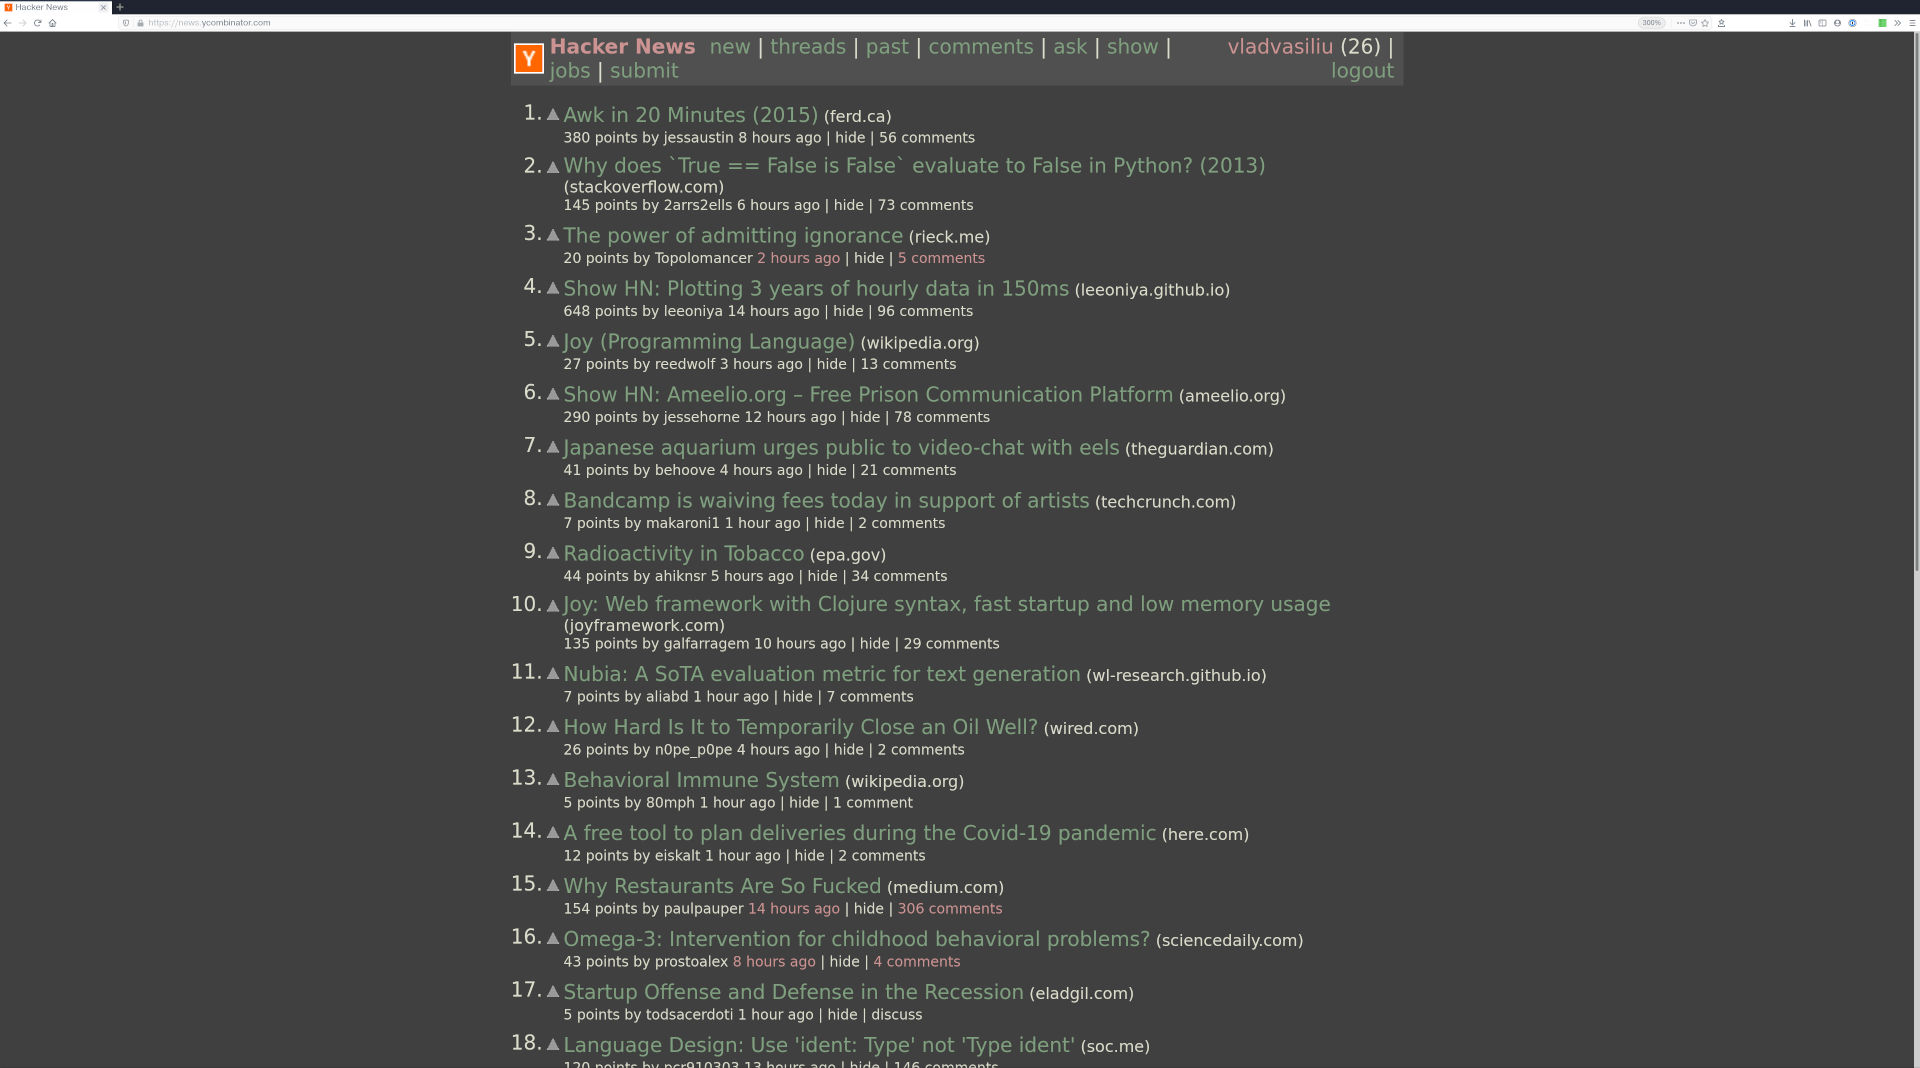 Hacker News
https://news.ycombinator.com
300%
Y Hacker News new | threads | past | comments | ask | show | vladvasiliu (26) |
jobs | submit logout
1. Awk in 20 Minutes (2015) (ferd.ca)
380 points by jessaustin 8 hours ago | hide | 56 comments
2. Why does `True == False is False` evaluate to False in Python? (2013)
(stackoverflow.com)
145 points by 2arrs2ells 6 hours ago | hide | 73 comments
3. The power of admitting ignorance (rieck.me)
20 points by Topolomancer 2 hours ago | hide | 5 comments
4. Show HN: Plotting 3 years of hourly data in 150ms (leeoniya.github.io)
648 points by leeoniya 14 hours ago | hide | 96 comments
5. Joy (Programming Language) (wikipedia.org)
27 points by reedwolf 3 hours ago | hide | 13 comments
6. Show HN: Ameelio.org – Free Prison Communication Platform (ameelio.org)
290 points by jessehorne 12 hours ago | hide | 78 comments
7. Japanese aquarium urges public to video-chat with eels (theguardian.com)
41 points by behoove 4 hours ago | hide | 21 comments
8. Bandcamp is waiving fees today in support of artists (techcrunch.com)
7 points by makaroni1 1 hour ago | hide | 2 comments
9. Radioactivity in Tobacco (epa.gov)
44 points by ahiknsr 5 hours ago | hide | 34 comments
10. Joy: Web framework with Clojure syntax, fast startup and low memory usage
(joyframework.com)
135 points by galfarragem 10 hours ago | hide | 29 comments
11. Nubia: A SoTA evaluation metric for text generation (wl-research.github.io)
7 points by aliabd 1 hour ago | hide | 7 comments
12. How Hard Is It to Temporarily Close an Oil Well? (wired.com)
26 points by n0pe_p0pe 4 hours ago | hide | 2 comments
13. Behavioral Immune System (wikipedia.org)
5 points by 80mph 1 hour ago | hide | 1 comment
14. A free tool to plan deliveries during the Covid-19 pandemic (here.com)
12 points by eiskalt 1 hour ago | hide | 2 comments
15. Why Restaurants Are So Fucked (medium.com)
154 points by paulpauper 14 hours ago | hide | 306 comments
16. Omega-3: Intervention for childhood behavioral problems? (sciencedaily.com)
43 points by prostoalex 8 hours ago | hide | 4 comments
17. Startup Offense and Defense in the Recession (eladgil.com)
5 points by todsacerdoti 1 hour ago | hide | discuss
18. Language Design: Use 'ident: Type' not 'Type ident' (soc.me)
120 points by pcr910303 13 hours ago | hide | 146 comments